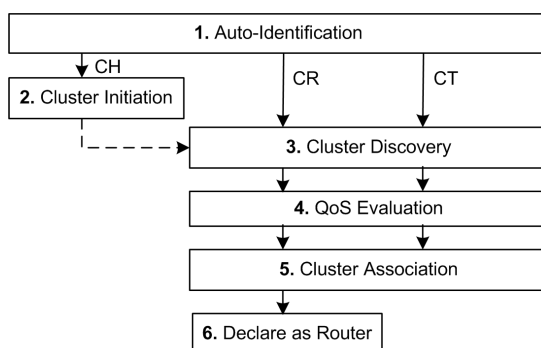 1. Auto-Identification
CH
CR
CT
2. Cluster Initiation
3. Cluster Discovery
4. QoS Evaluation
5. Cluster Association
6. Declare as Router